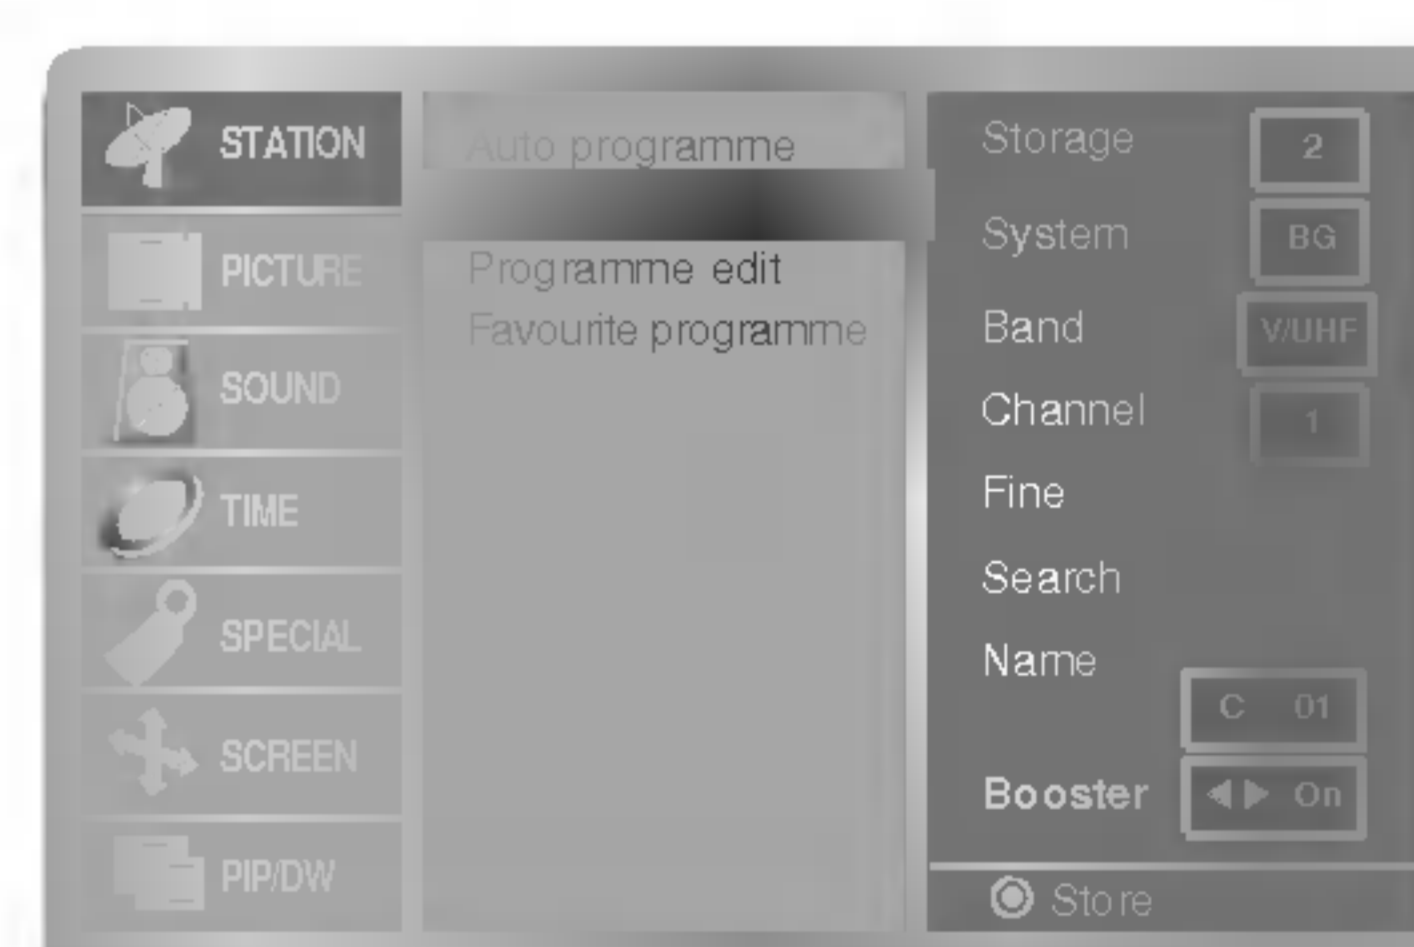 STATION
PICTURE
SOUND
TIME
SPECIAL
SCREEN
PIP/DW
Auto programme
Programme edit
Favourite programme
Storage 2
System BG
Band V/UHF
Channel 1
Fine
Search
Name
C 01
Booster ◀▶ On
Store